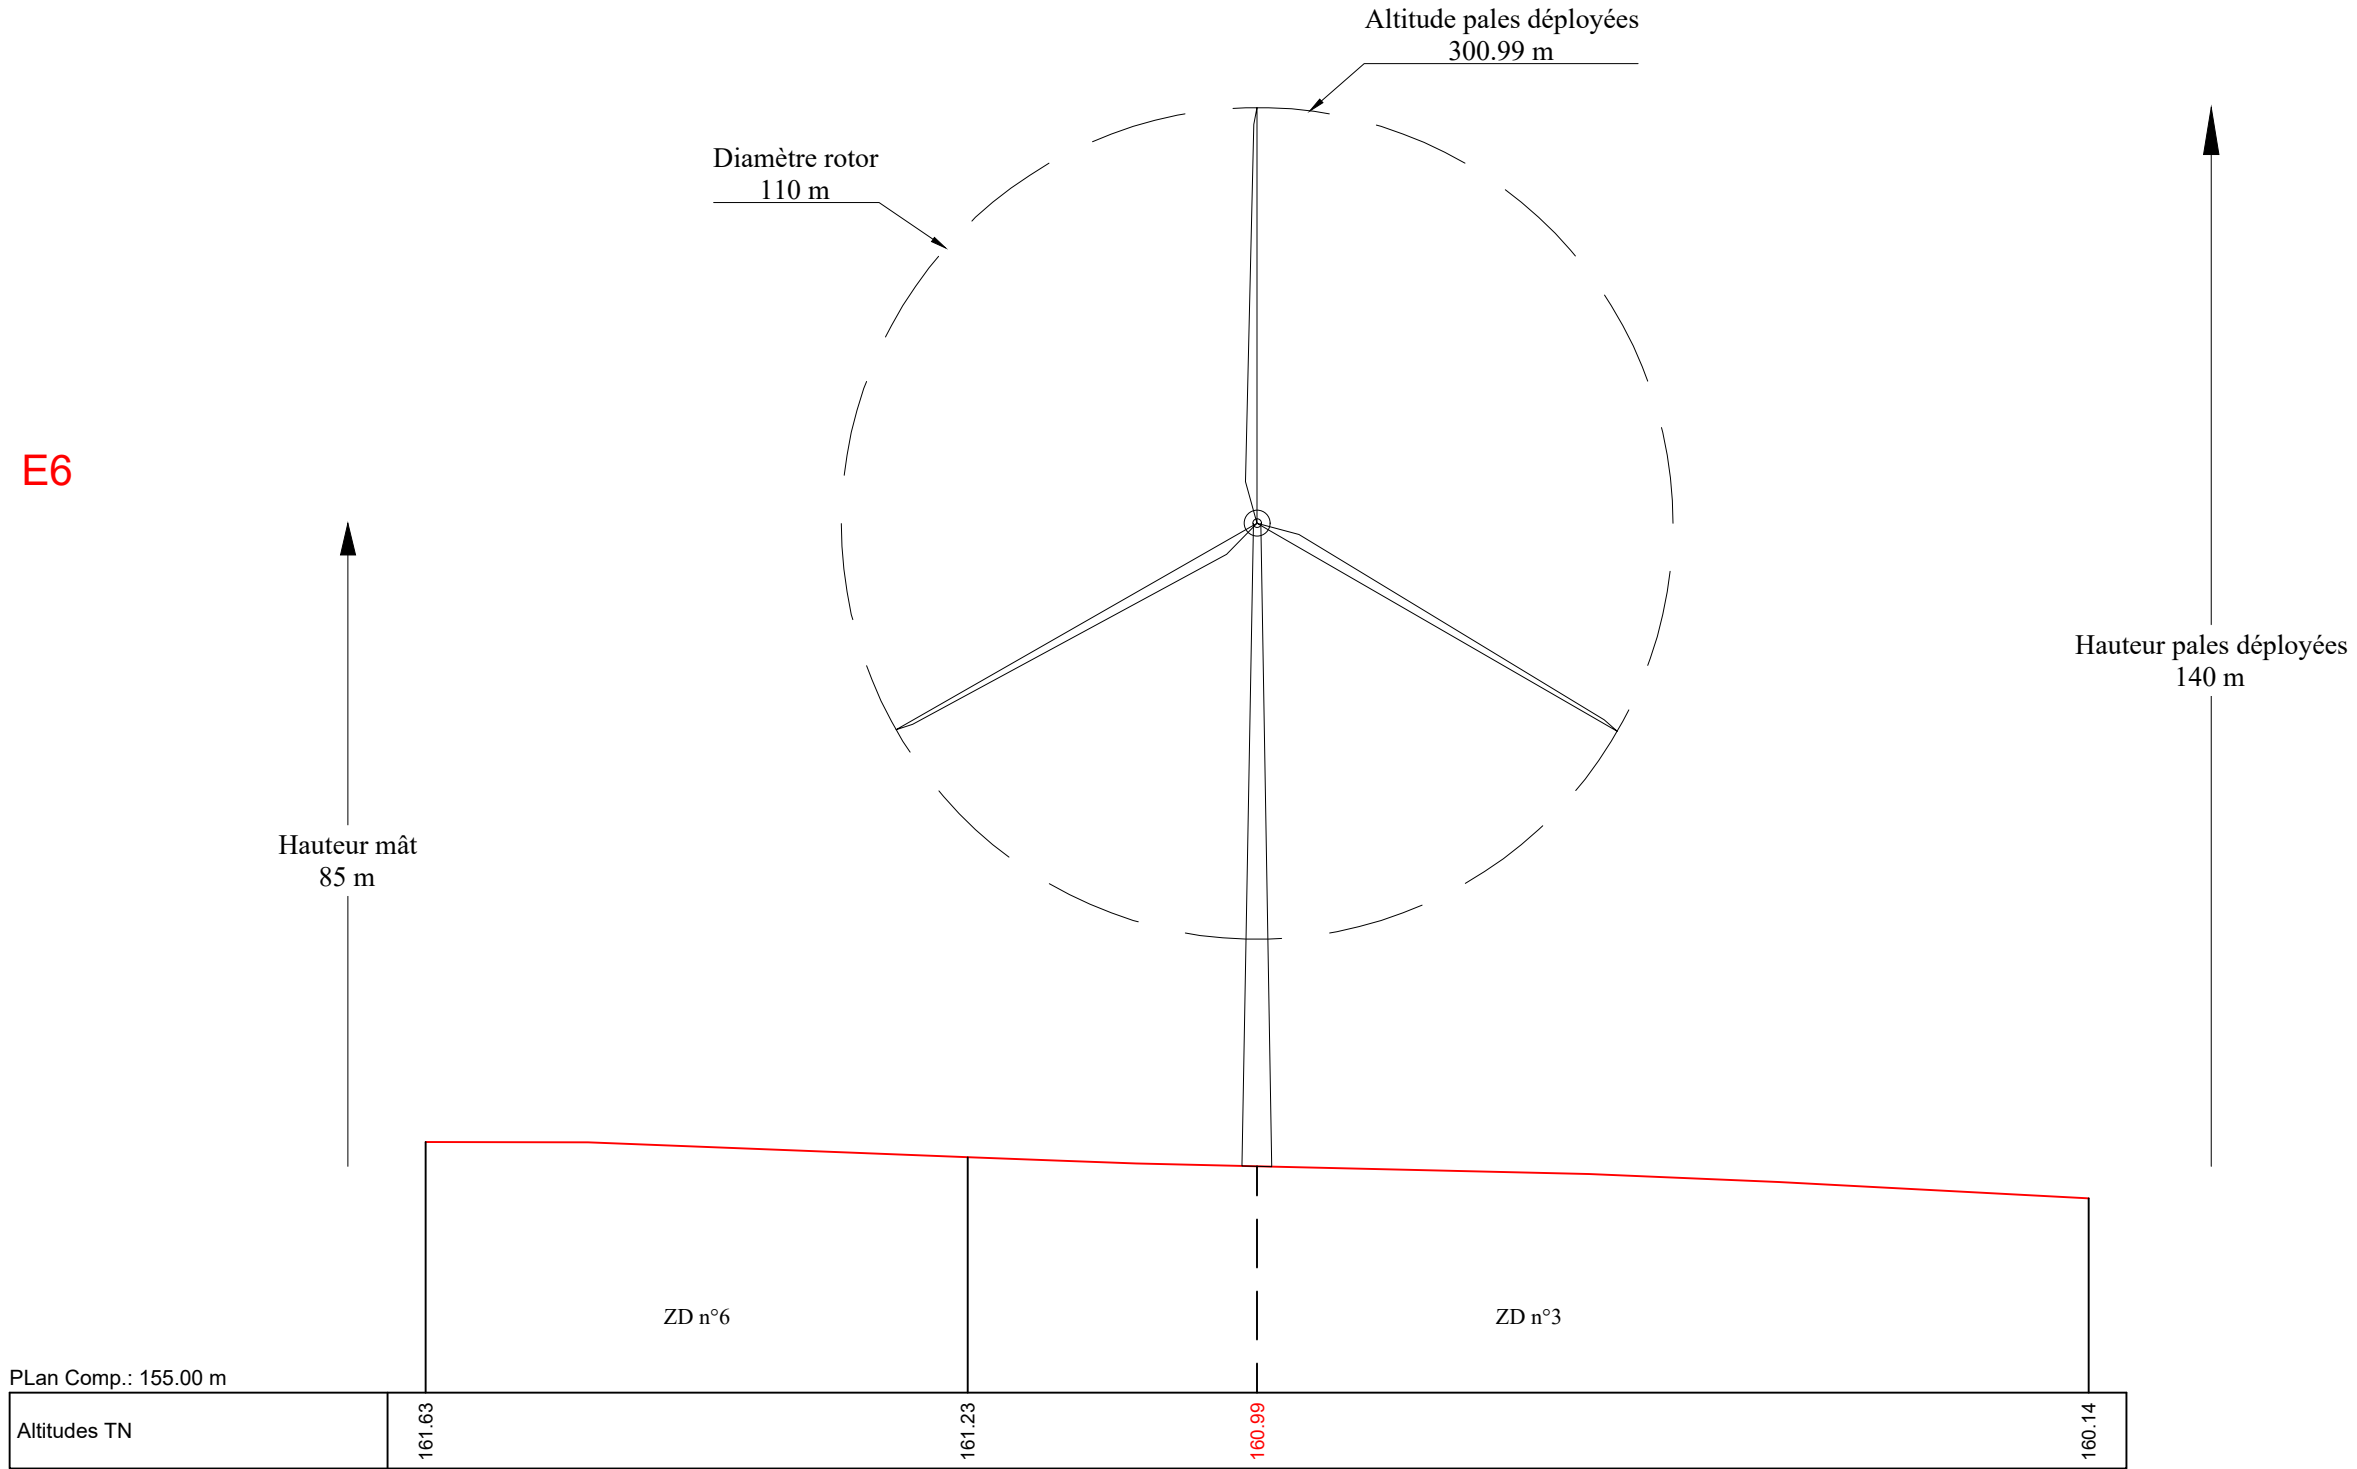 Altitude pales déployées
300.99 m
Diamètre rotor
110 m
E6
Hauteur pales déployées
140 m
Hauteur mât
85 m
ZD n°6
ZD n°3
PLan Comp.: 155.00 m
Altitudes TN
161.63
161.23
160.99
160.14